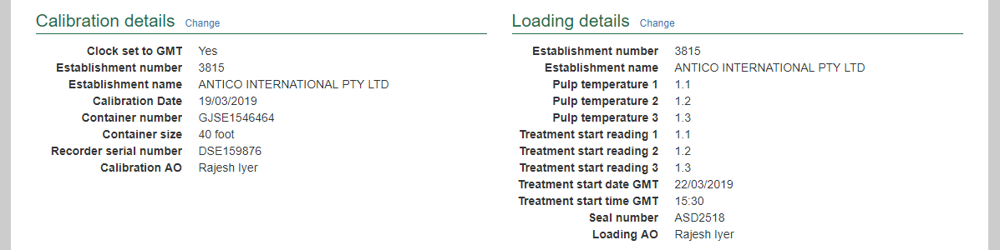 Calibration details Change
Clock set to GMT Yes
Establishment number 3815
Establishment name ANTICO INTERNATIONAL PTY LTD
Calibration Date 19/03/2019
Container number GJSE1546464
Container size 40 foot
Recorder serial number DSE159876
Calibration AO Rajesh Iyer
Loading details Change
Establishment number 3815
Establishment name ANTICO INTERNATIONAL PTY LTD
Pulp temperature 1 1.1
Pulp temperature 2 1.2
Pulp temperature 3 1.3
Treatment start reading 1 1.1
Treatment start reading 2 1.2
Treatment start reading 3 1.3
Treatment start date GMT 22/03/2019
Treatment start time GMT 15:30
Seal number ASD2518
Loading AO Rajesh Iyer